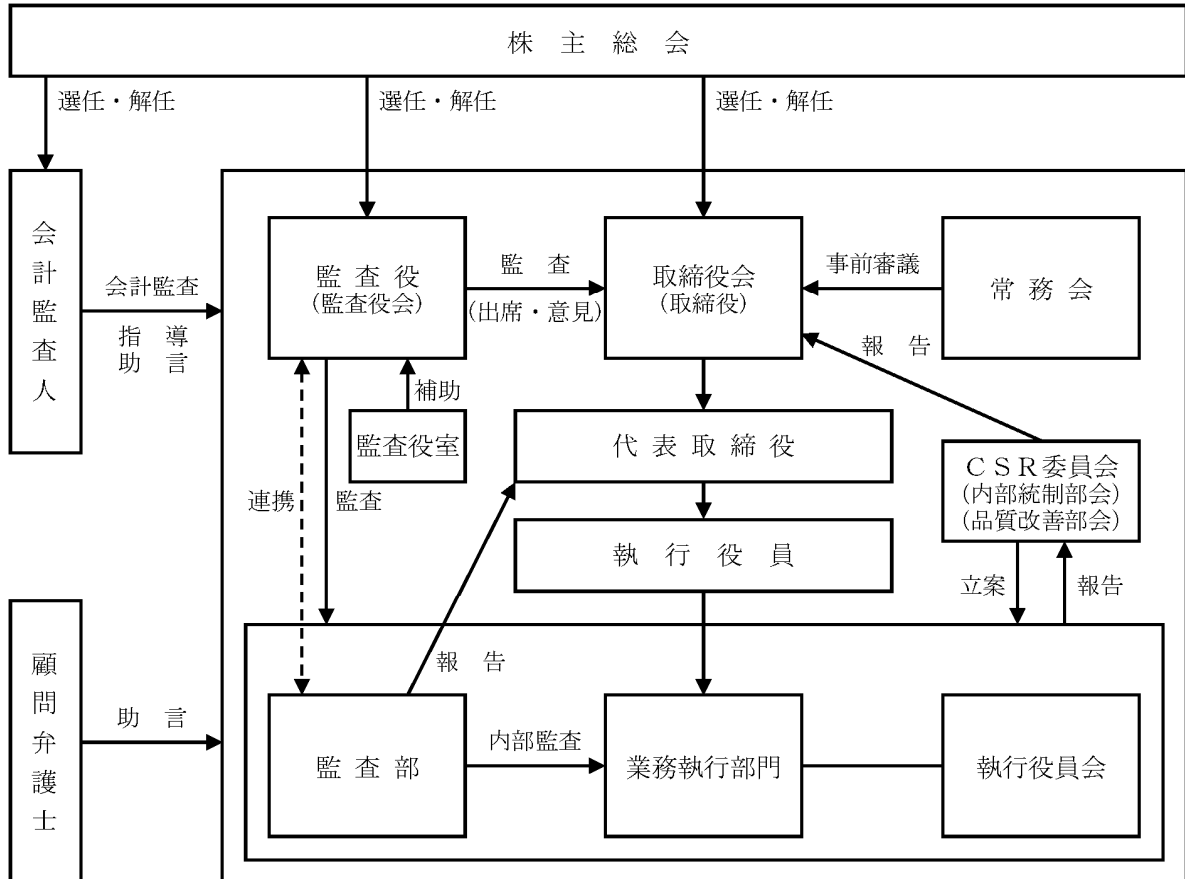 株主総会
選任・解任 選任・解任 選任・解任
会計監査人
会計監査
指導
助言
監査役
(監査役会)
監査
(出席・意見)
取締役会
(取締役)
事前審議
常務会
報告
補助
監査役室
代表取締役
CSR委員会
(内部統制部会)
(品質改善部会)
連携
監査
執行役員
立案
報告
顧問弁護士
助言
報告
監査部
内部監査
業務執行部門
執行役員会